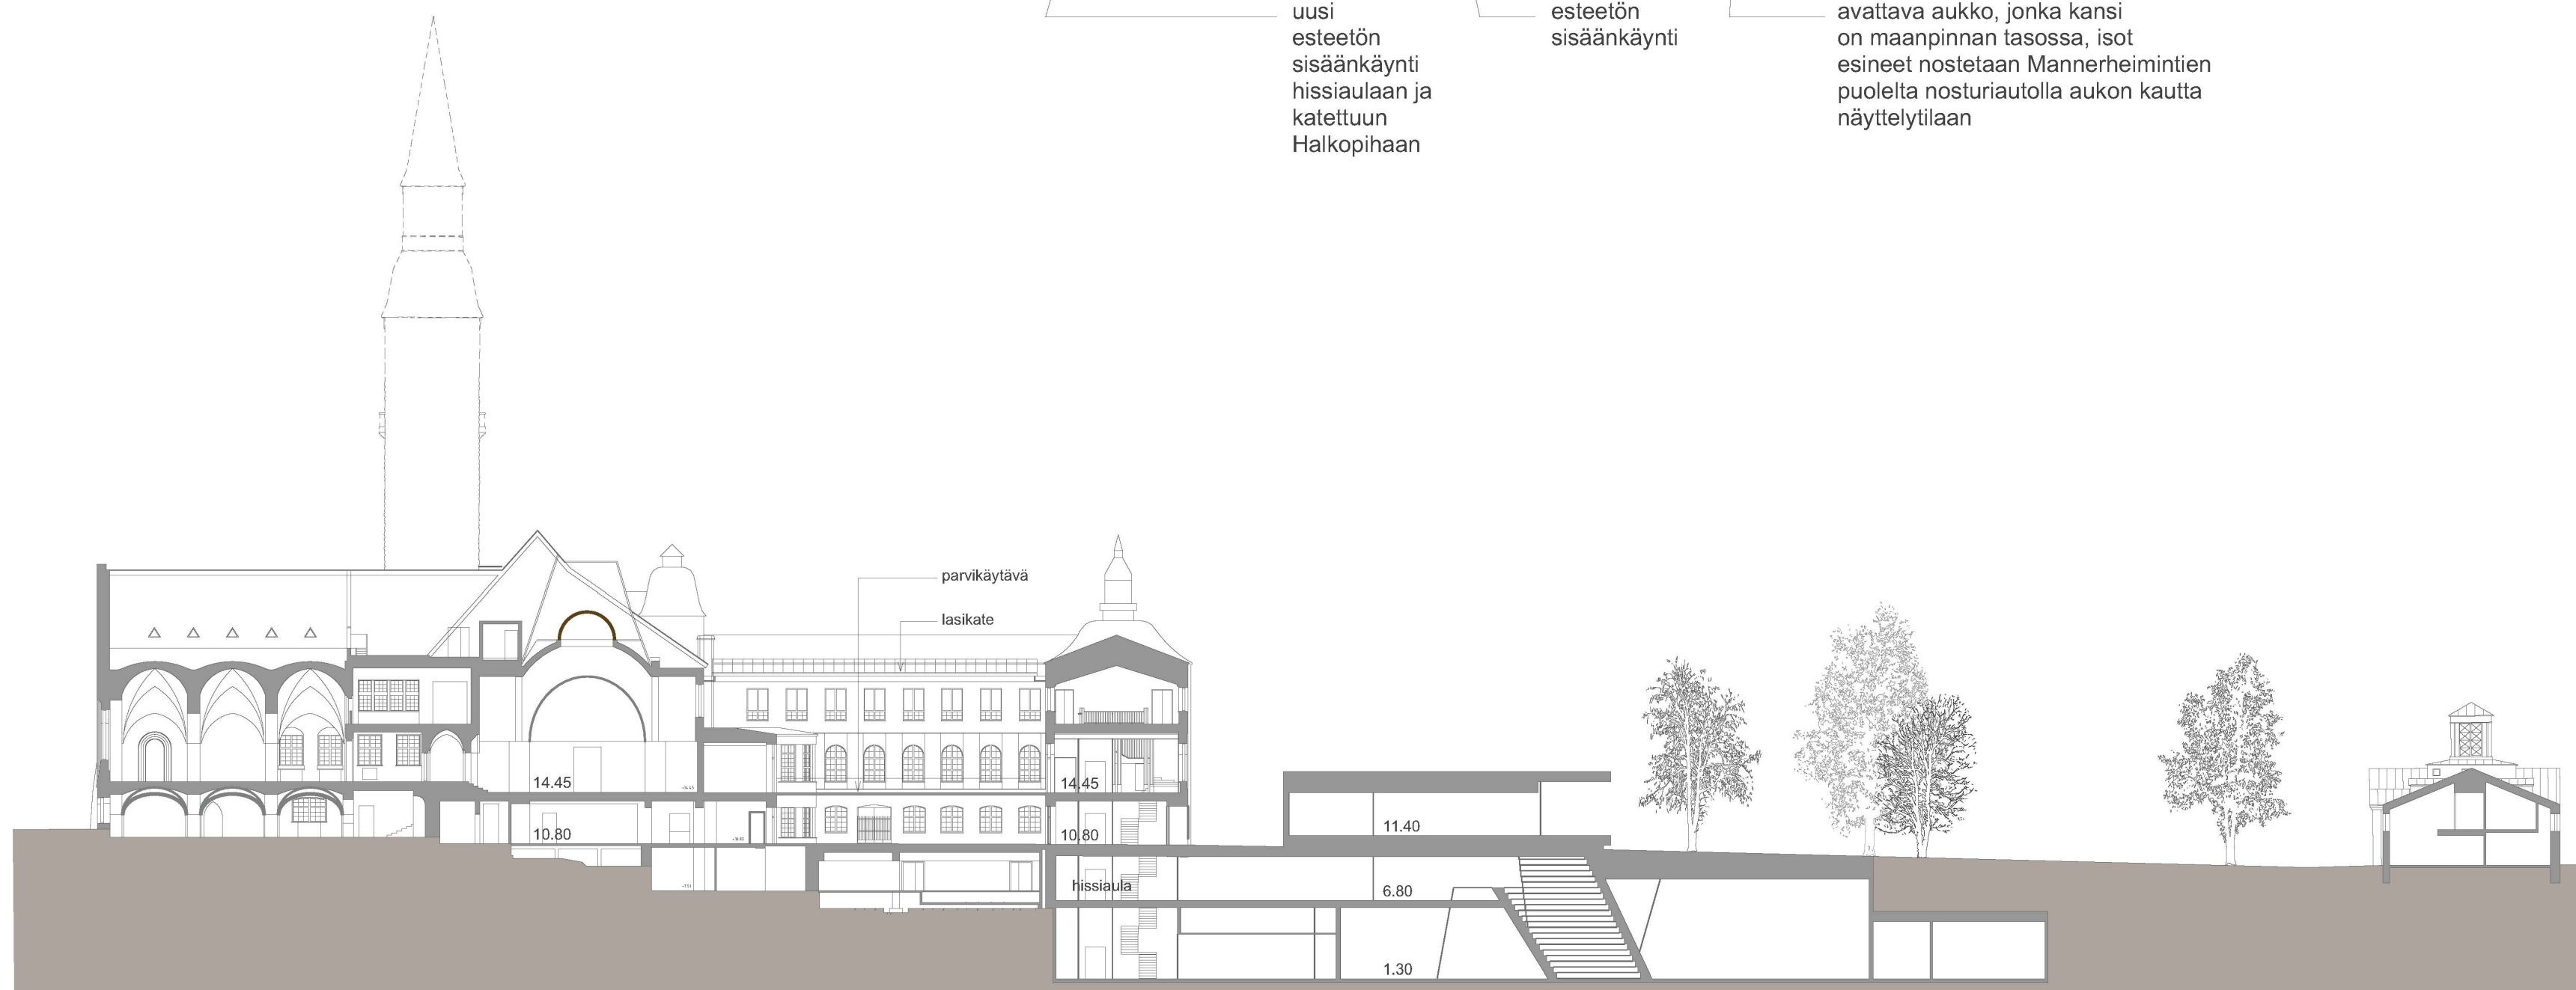 uusi
esteetön
sisäänkäynti
hissiaulaan ja
katettuun
Halkopihaan
esteetön
sisäänkäynti
avattava aukko, jonka kansi
on maanpinnan tasossa, isot
esineet nostetaan Mannerheimintien
puolelta nosturiautolla aukon kautta
näyttelytilaan
parvikäytävä
lasikate
14.45
14.45
10.80
10.80
11.40
hissiaula
6.80
1.30